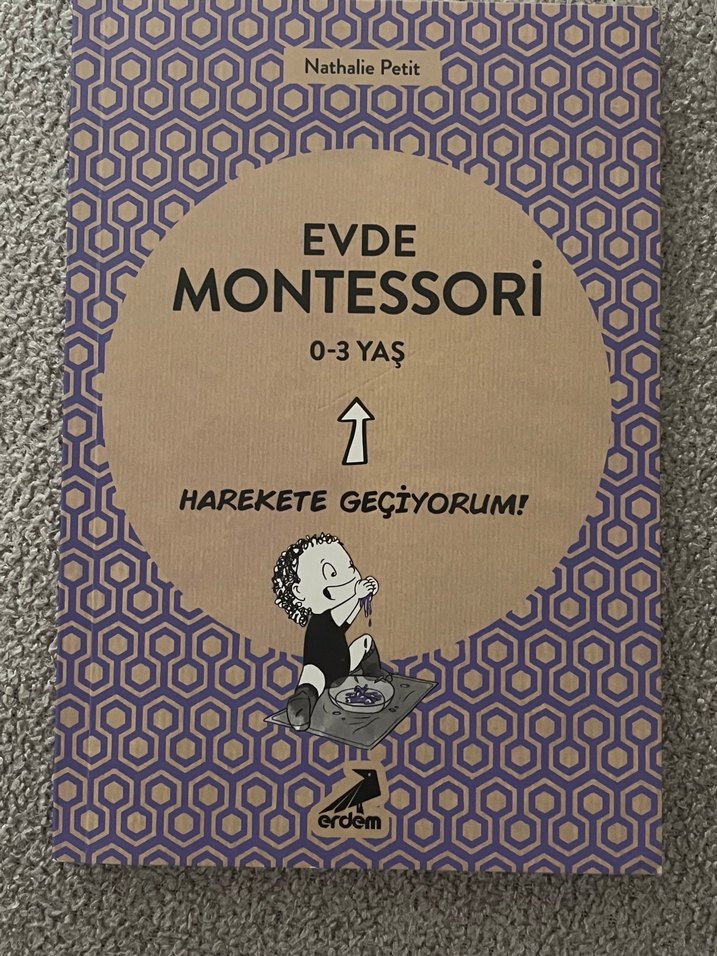 Nathalie Petit
EVDE
MONTESSORİ
0-3 YAŞ
HAREKETE GEÇİYORUM!
erdem